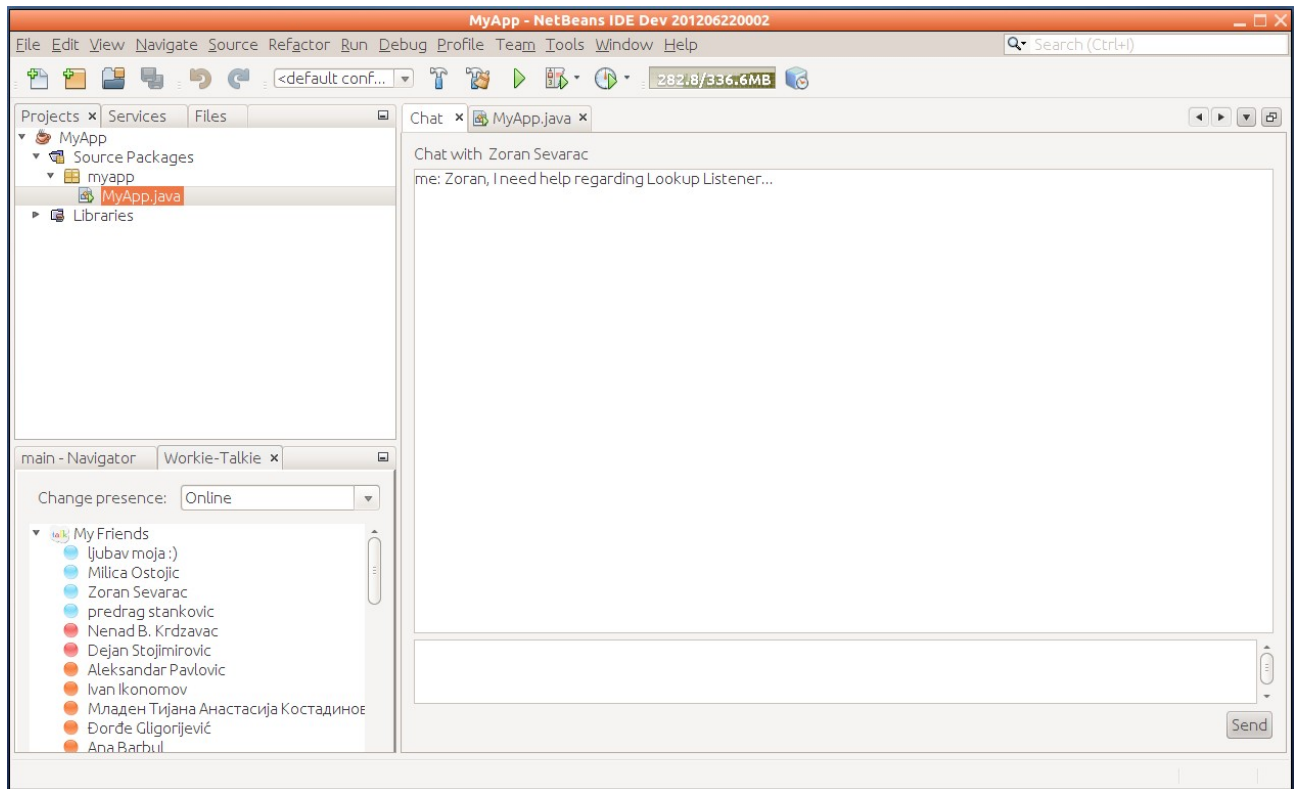 MyApp - NetBeans IDE Dev 201206220002
File Edit View Navigate Source Refactor Run Debug Profile Team Tools Window Help
Search (Ctrl+I)
<default conf...
282.8/336.6MB
Projects Services Files
MyApp
Source Packages
myapp
MyApp.java
Libraries
Chat MyApp.java
Chat with Zoran Sevarac
me: Zoran, I need help regarding Lookup Listener...
main - Navigator Workie-Talkie
Change presence: Online
My Friends
ljubav moja :)
Milica Ostojic
Zoran Sevarac
predrag stankovic
Nenad B. Krdzavac
Dejan Stojimirovic
Aleksandar Pavlovic
Ivan Ikonomov
Младен Тијана Анастасија Костадинов
Đorđe Gligorijević
Ana Barbul
Send